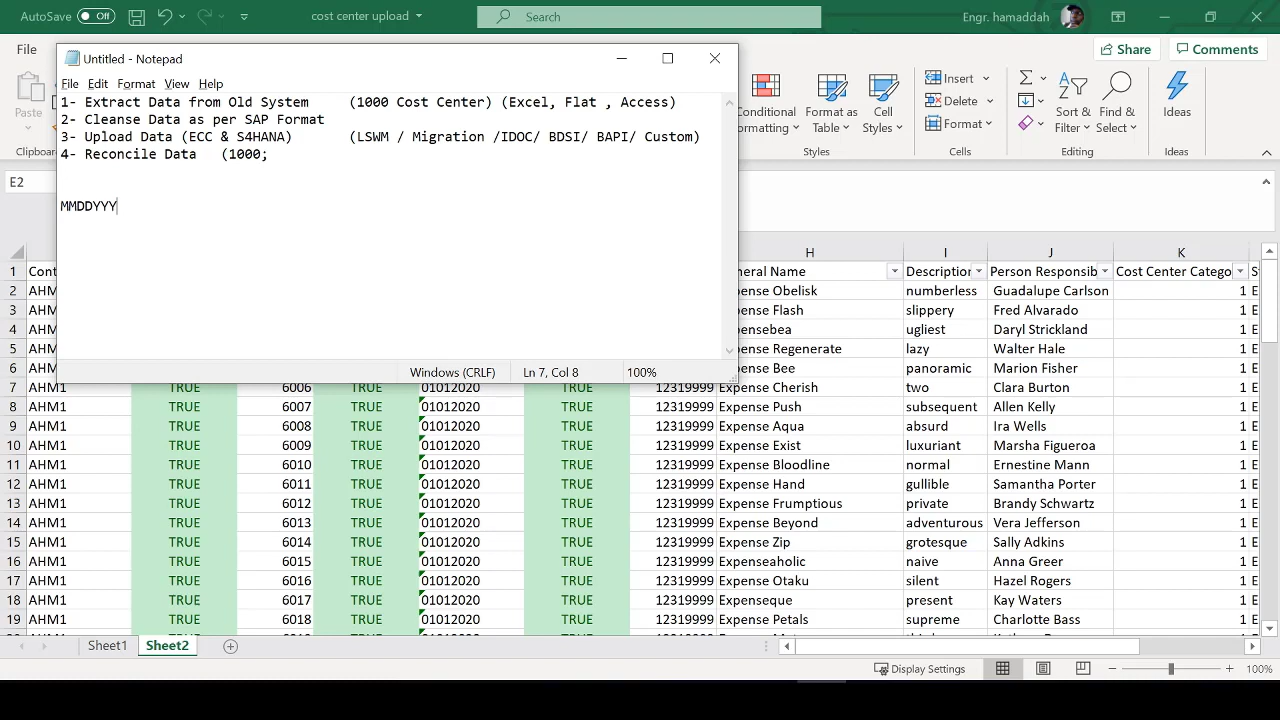 AutoSave Off cost center upload Search Engr. hamaddah
File Share Comments
Untitled - Notepad
File Edit Format View Help
1- Extract Data from Old System (1000 Cost Center) (Excel, Flat , Access)
2- Cleanse Data as per SAP Format
3- Upload Data (ECC & S4HANA) (LSWM / Migration /IDOC/ BDSI/ BAPI/ Custom)
4- Reconcile Data (1000;
MMDDYYY
Windows (CRLF) Ln 7, Col 8 100%
Paste
Clipboard
Conditional Formatting Format as Table Cell Styles
Styles
Insert
Delete
Format
Cells
Sort & Filter Find & Select
Editing
Ideas
Ideas
E2
H I J K
1 Cont neral Name Description Person Responsib Cost Center Catego S
2 AHM pense Obelisk numberless Guadalupe Carlson 1 E
3 AHM pense Flash slippery Fred Alvarado 1 E
4 AHM pensebea ugliest Daryl Strickland 1 E
5 AHM pense Regenerate lazy Walter Hale 1 E
6 AHM pense Bee panoramic Marion Fisher 1 E
7 AHM1 TRUE 6006 TRUE 01012020 TRUE 12319999 Expense Cherish two Clara Burton 1 E
8 AHM1 TRUE 6007 TRUE 01012020 TRUE 12319999 Expense Push subsequent Allen Kelly 1 E
9 AHM1 TRUE 6008 TRUE 01012020 TRUE 12319999 Expense Aqua absurd Ira Wells 1 E
10 AHM1 TRUE 6009 TRUE 01012020 TRUE 12319999 Expense Exist luxuriant Marsha Figueroa 1 E
11 AHM1 TRUE 6010 TRUE 01012020 TRUE 12319999 Expense Bloodline normal Ernestine Mann 1 E
12 AHM1 TRUE 6011 TRUE 01012020 TRUE 12319999 Expense Hand gullible Samantha Porter 1 E
13 AHM1 TRUE 6012 TRUE 01012020 TRUE 12319999 Expense Frumptious private Brandy Schwartz 1 E
14 AHM1 TRUE 6013 TRUE 01012020 TRUE 12319999 Expense Beyond adventurous Vera Jefferson 1 E
15 AHM1 TRUE 6014 TRUE 01012020 TRUE 12319999 Expense Zip grotesque Sally Adkins 1 E
16 AHM1 TRUE 6015 TRUE 01012020 TRUE 12319999 Expenseaholic naive Anna Greer 1 E
17 AHM1 TRUE 6016 TRUE 01012020 TRUE 12319999 Expense Otaku silent Hazel Rogers 1 E
18 AHM1 TRUE 6017 TRUE 01012020 TRUE 12319999 Expenseque present Kay Waters 1 E
19 AHM1 TRUE 6018 TRUE 01012020 TRUE 12319999 Expense Petals supreme Charlotte Bass 1 E
Sheet1 Sheet2
Display Settings 100%